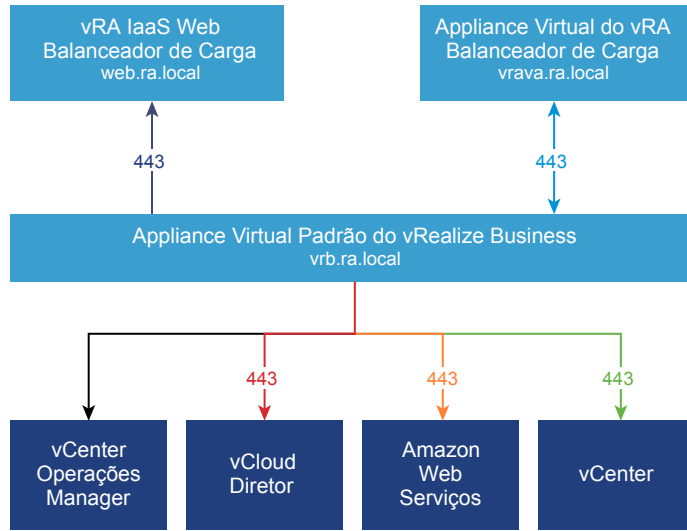 vRA IaaS Web
Balanceador de Carga
web.ra.local
Appliance Virtual do vRA
Balanceador de Carga
vrava.ra.local
443
443
Appliance Virtual Padrão do vRealize Business
vrb.ra.local
443
443
443
vCenter
Operações
Manager
vCloud
Diretor
Amazon
Web
Serviços
vCenter